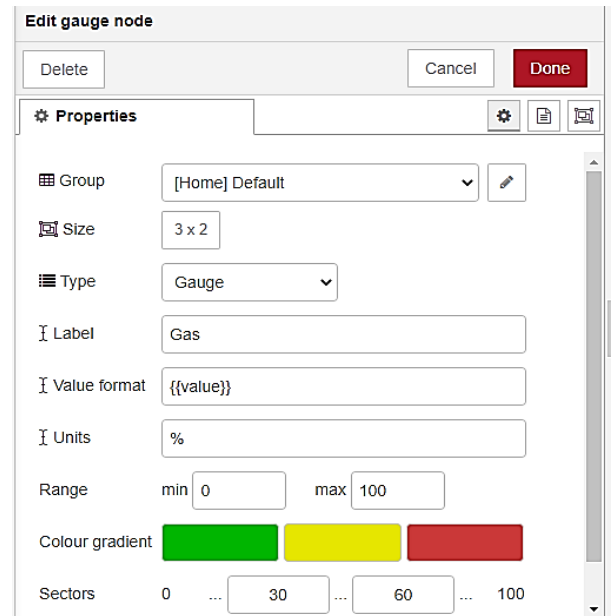 Edit gauge node
Delete Cancel Done
Properties
Group [Home] Default
Size 3 x 2
Type Gauge
Label Gas
Value format {{value}}
Units %
Range min 0 max 100
Colour gradient
Sectors 0 ... 30 ... 60 ... 100